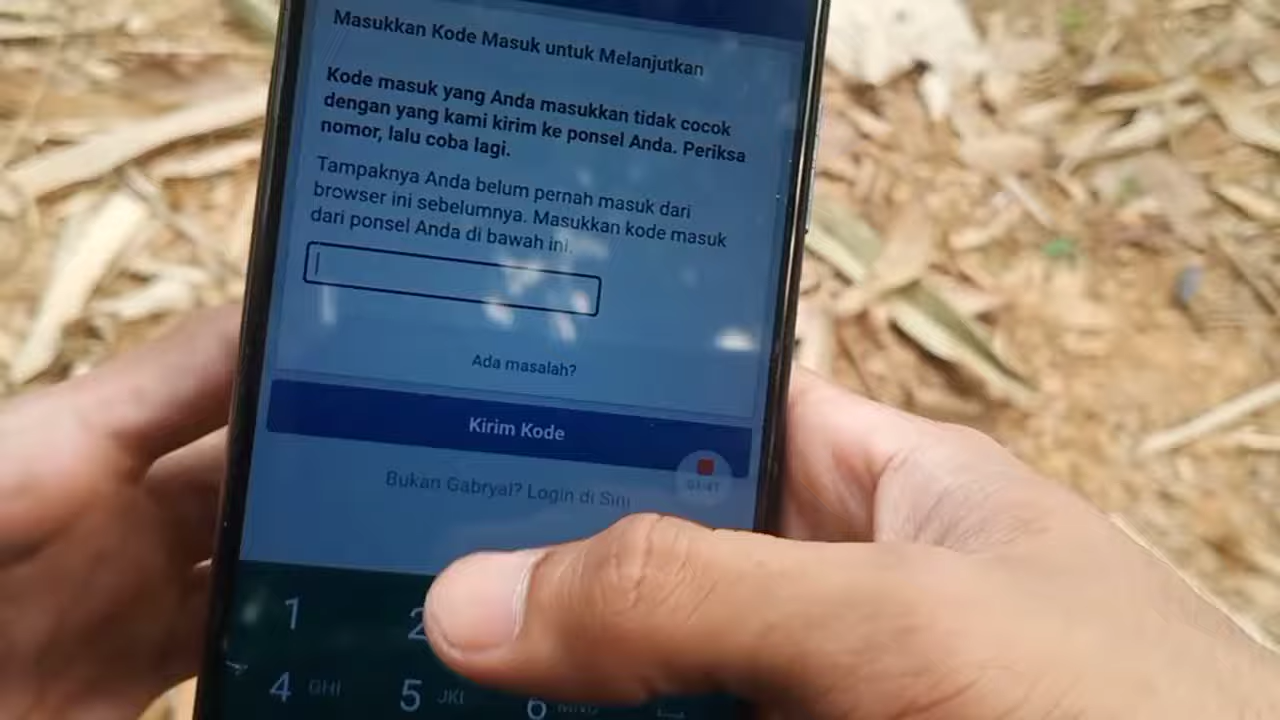 Masukkan Kode Masuk untuk Melanjutkan
Kode masuk yang Anda masukkan tidak cocok
dengan yang kami kirim ke ponsel Anda. Periksa
nomor, lalu coba lagi.
Tampaknya Anda belum pernah masuk dari
browser ini sebelumnya. Masukkan kode masuk
dari ponsel Anda di bawah ini.
Ada masalah?
Kirim Kode
Bukan Gabryal? Login di Sini
1 2
4 GHI 5 JKL 6 MNO